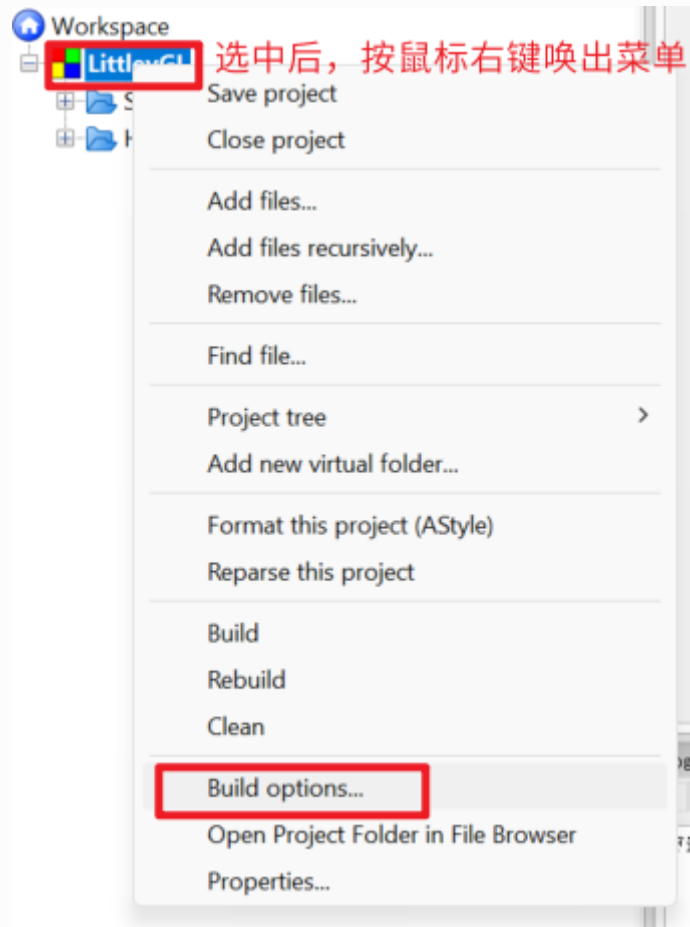 Workspace
LittlevGL
选中后，按鼠标右键唤出菜单
S
H
Save project
Close project
Add files...
Add files recursively...
Remove files...
Find file...
Project tree
Add new virtual folder...
Format this project (AStyle)
Reparse this project
Build
Rebuild
Clean
Build options...
Open Project Folder in File Browser
Properties...